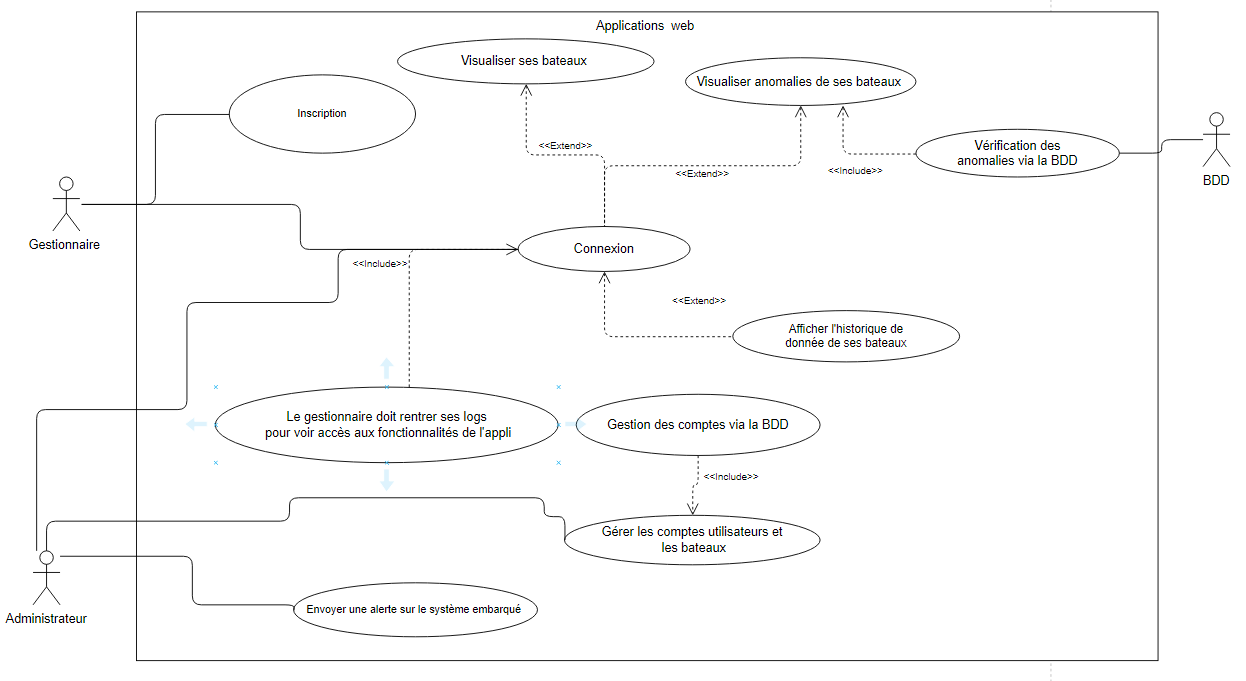 Applications web
Visualiser ses bateaux
Visualiser anomalies de ses bateaux
Inscription
<<Extend>>
Vérification des
anomalies via la BDD
<<Extend>>
<<Include>>
BDD
Gestionnaire
Connexion
<<Include>>
<<Extend>>
Afficher l'historique de
donnée de ses bateaux
Le gestionnaire doit rentrer ses logs
pour voir accès aux fonctionnalités de l'appli
Gestion des comptes via la BDD
<<Include>>
Gérer les comptes utilisateurs et
les bateaux
Envoyer une alerte sur le système embarqué
Administrateur